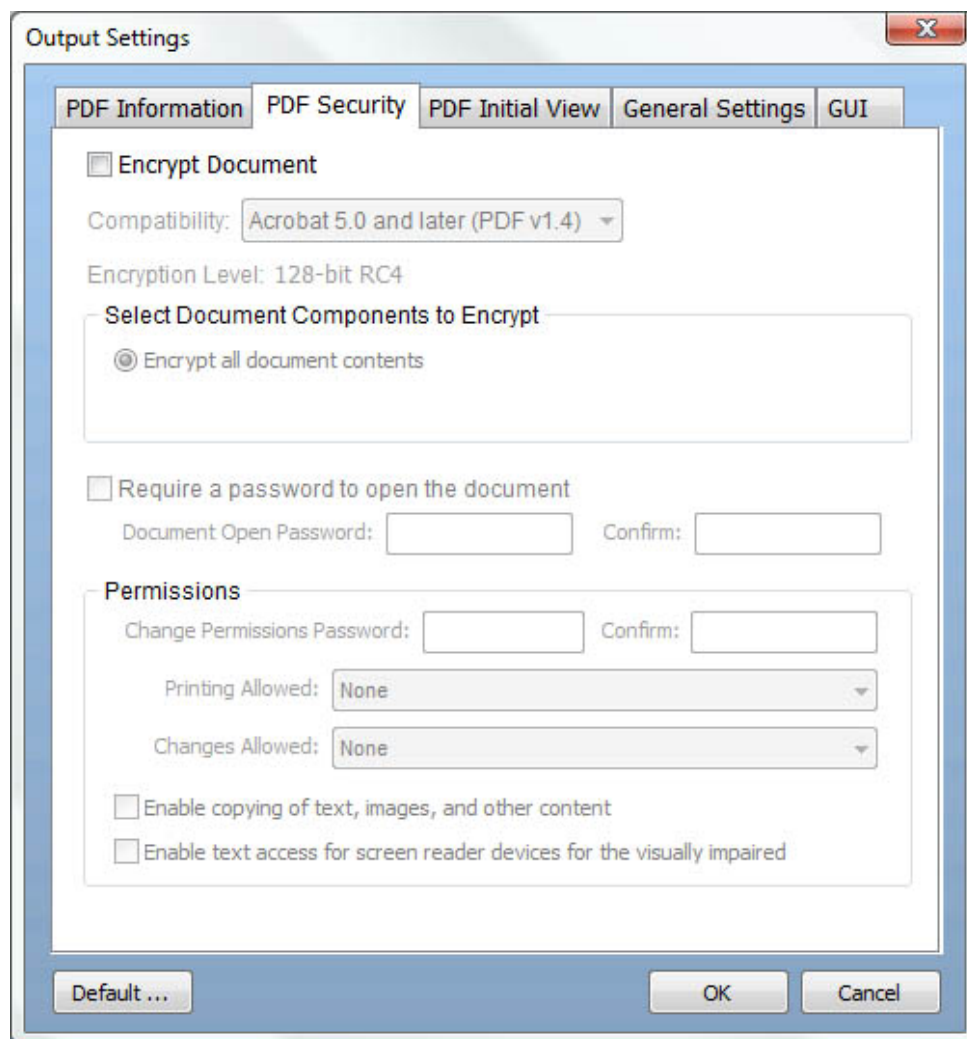 Output Settings
PDF Information PDF Security PDF Initial View General Settings GUI
Encrypt Document
Compatibility: Acrobat 5.0 and later (PDF v1.4)
Encryption Level: 128-bit RC4
Select Document Components to Encrypt
Encrypt all document contents
Require a password to open the document
Document Open Password: Confirm:
Permissions
Change Permissions Password: Confirm:
Printing Allowed: None
Changes Allowed: None
Enable copying of text, images, and other content
Enable text access for screen reader devices for the visually impaired
Default ... OK Cancel